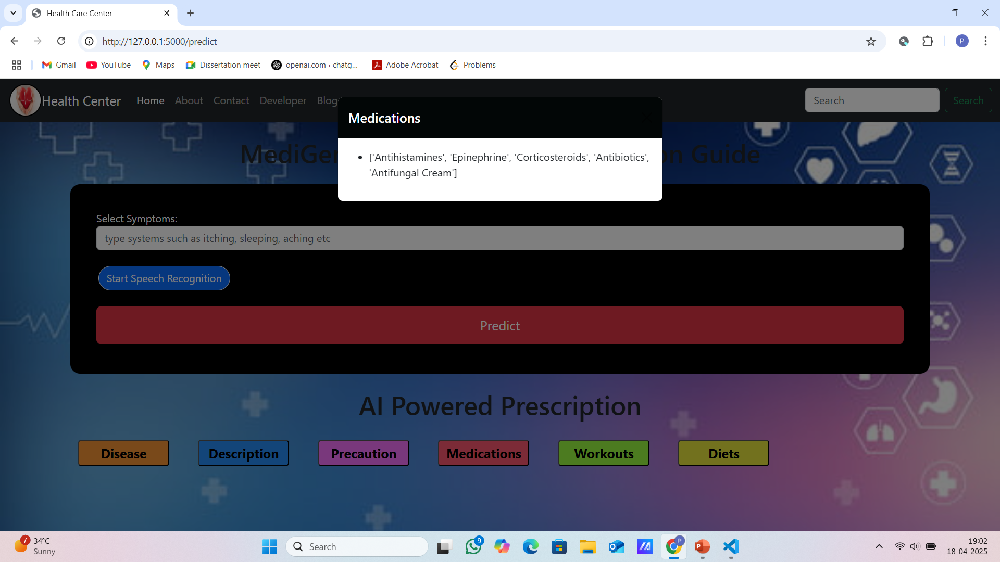 Health Care Center
http://127.0.0.1:5000/predict
P
Gmail
YouTube
Maps
Dissertation meet
openai.com › chatg...
Adobe Acrobat
Problems
Health Center
Home
About
Contact
Developer
Blog
Search
Search
Medications
MediGen
on Guide
• ['Antihistamines', 'Epinephrine', 'Corticosteroids', 'Antibiotics',
'Antifungal Cream']
Select Symptoms:
type systems such as itching, sleeping, aching etc
Start Speech Recognition
Predict
AI Powered Prescription
Disease
Description
Precaution
Medications
Workouts
Diets
7
34°C
Sunny
Search
9
P
P
19:02
18-04-2025